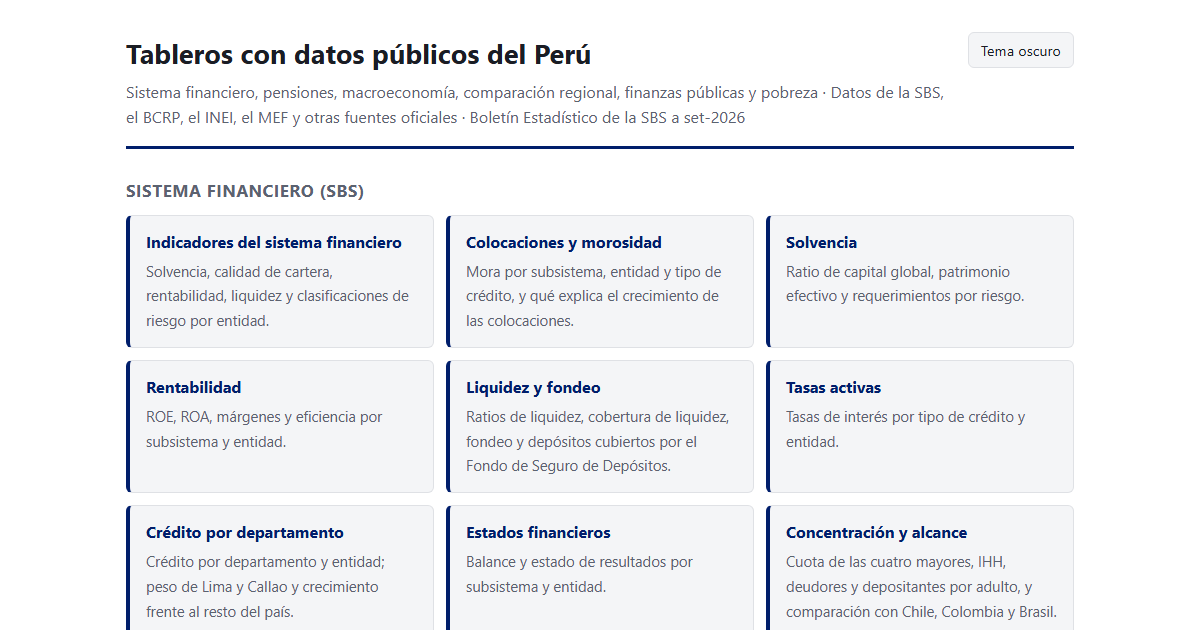 Tableros con datos públicos del Perú
Tema oscuro
Sistema financiero, pensiones, macroeconomía, comparación regional, finanzas públicas y pobreza · Datos de la SBS,
el BCRP, el INEI, el MEF y otras fuentes oficiales · Boletín Estadístico de la SBS a set-2026
SISTEMA FINANCIERO (SBS)
Indicadores del sistema financiero
Solvencia, calidad de cartera,
rentabilidad, liquidez y clasificaciones de
riesgo por entidad.
Colocaciones y morosidad
Mora por subsistema, entidad y tipo de
crédito, y qué explica el crecimiento de
las colocaciones.
Solvencia
Ratio de capital global, patrimonio
efectivo y requerimientos por riesgo.
Rentabilidad
ROE, ROA, márgenes y eficiencia por
subsistema y entidad.
Liquidez y fondeo
Ratios de liquidez, cobertura de liquidez,
fondeo y depósitos cubiertos por el
Fondo de Seguro de Depósitos.
Tasas activas
Tasas de interés por tipo de crédito y
entidad.
Crédito por departamento
Crédito por departamento y entidad;
peso de Lima y Callao y crecimiento
frente al resto del país.
Estados financieros
Balance y estado de resultados por
subsistema y entidad.
Concentración y alcance
Cuota de las cuatro mayores, IHH,
deudores y depositantes por adulto, y
comparación con Chile, Colombia y Brasil.